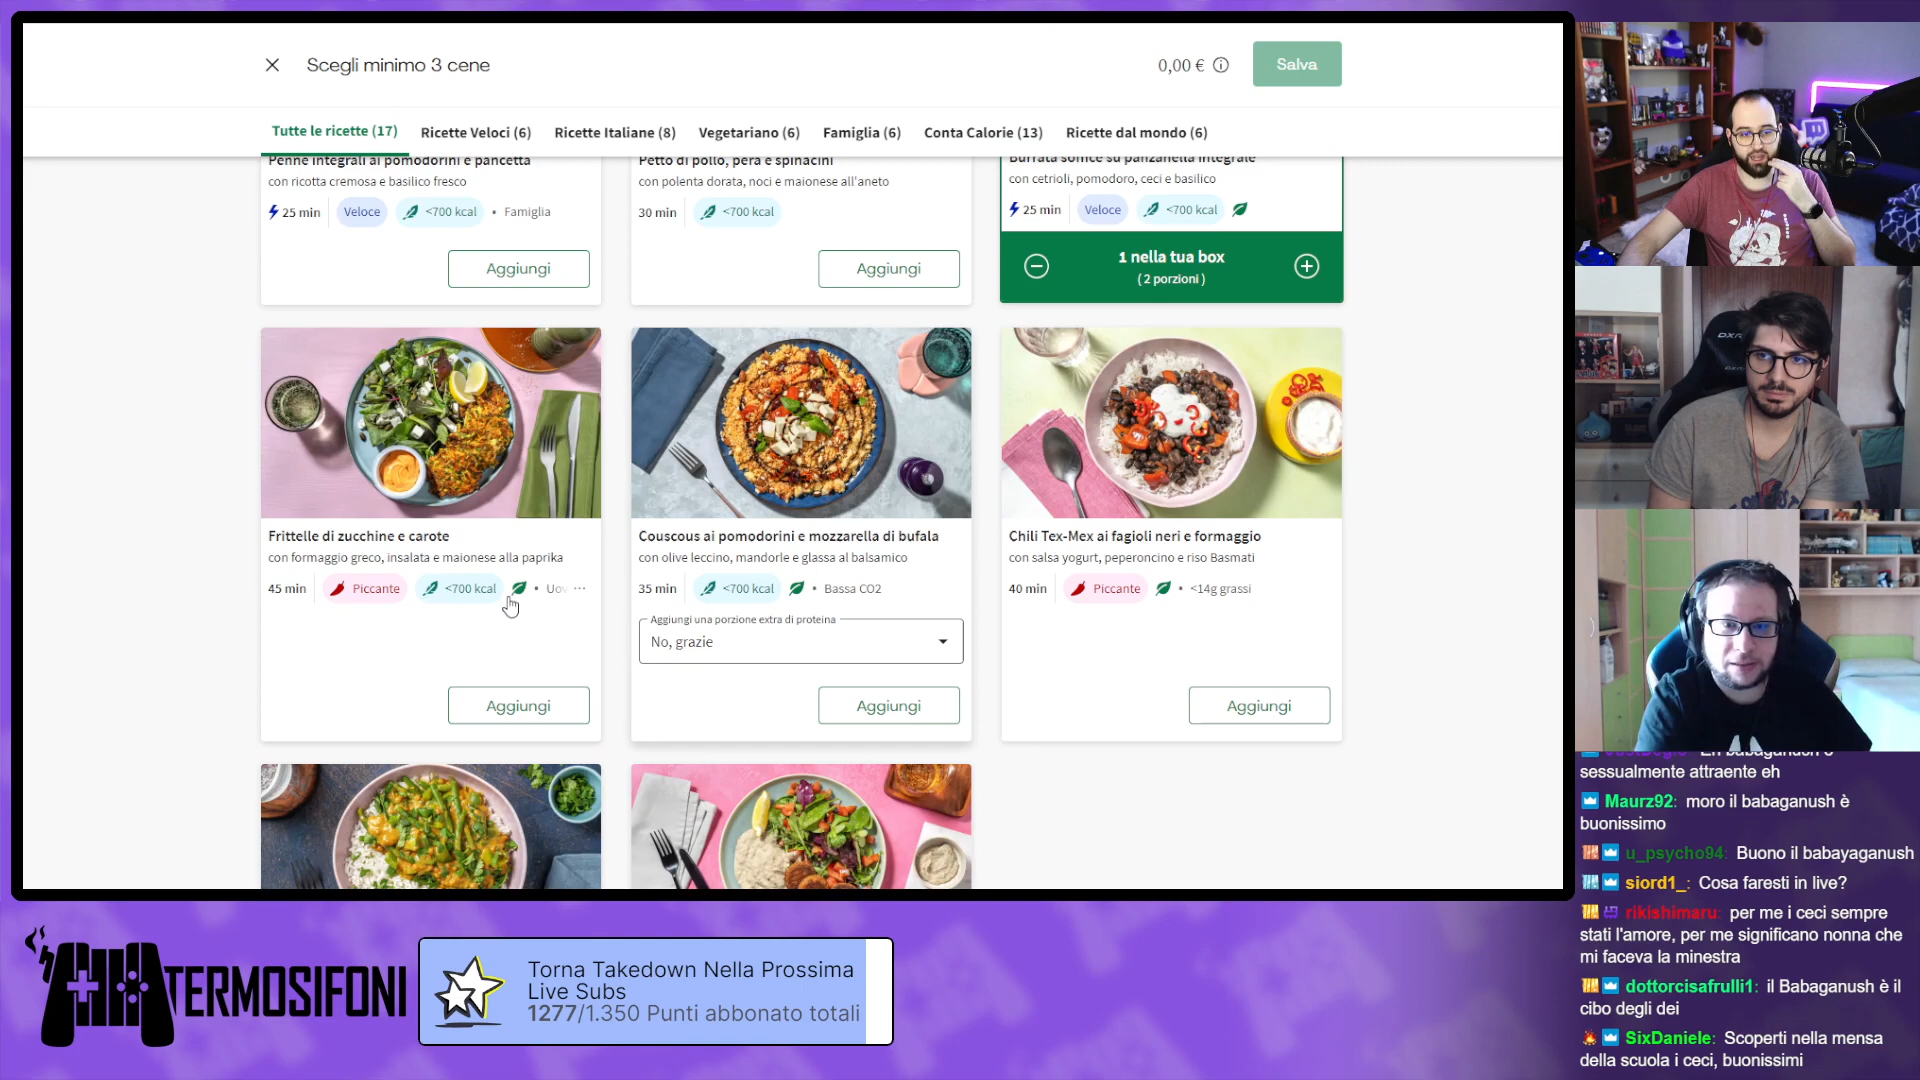 Scegli minimo 3 cene
0,00 €
Salva
Tutte le ricette (17)
Ricette Veloci (6)
Ricette Italiane (8)
Vegetariano (6)
Famiglia (6)
Conta Calorie (13)
Ricette dal mondo (6)
Penne integrali ai pomodorini e pancetta
con ricotta cremosa e basilico fresco
25 min
Veloce
<700 kcal
• Famiglia
Aggiungi
Petto di pollo, pera e spinacini
con polenta dorata, noci e maionese all'aneto
30 min
<700 kcal
Aggiungi
Burrata soffice su panzanella integrale
con cetrioli, pomodoro, ceci e basilico
25 min
Veloce
<700 kcal
1 nella tua box
(2 porzioni)
Frittelle di zucchine e carote
con formaggio greco, insalata e maionese alla paprika
45 min
Piccante
<700 kcal
• Uov ...
Aggiungi
Couscous ai pomodorini e mozzarella di bufala
con olive leccino, mandorle e glassa al balsamico
35 min
<700 kcal
• Bassa CO2
Aggiungi una porzione extra di proteina
No, grazie
Aggiungi
Chili Tex-Mex ai fagioli neri e formaggio
con salsa yogurt, peperoncino e riso Basmati
40 min
Piccante
• <14g grassi
Aggiungi
sessualmente attraente eh
Maurz92: moro il babaganush è
buonissimo
u_psycho94: Buono il babayaganush
siord1_: Cosa faresti in live?
rikishimaru: per me i ceci sempre
stati l'amore, per me significano nonna che
mi faceva la minestra
dottorcisafrulli1: il Babaganush è il
cibo degli dei
SixDaniele: Scoperti nella mensa
della scuola i ceci, buonissimi
TERMOSIFONI
Torna Takedown Nella Prossima
Live Subs
1277/1.350 Punti abbonato totali